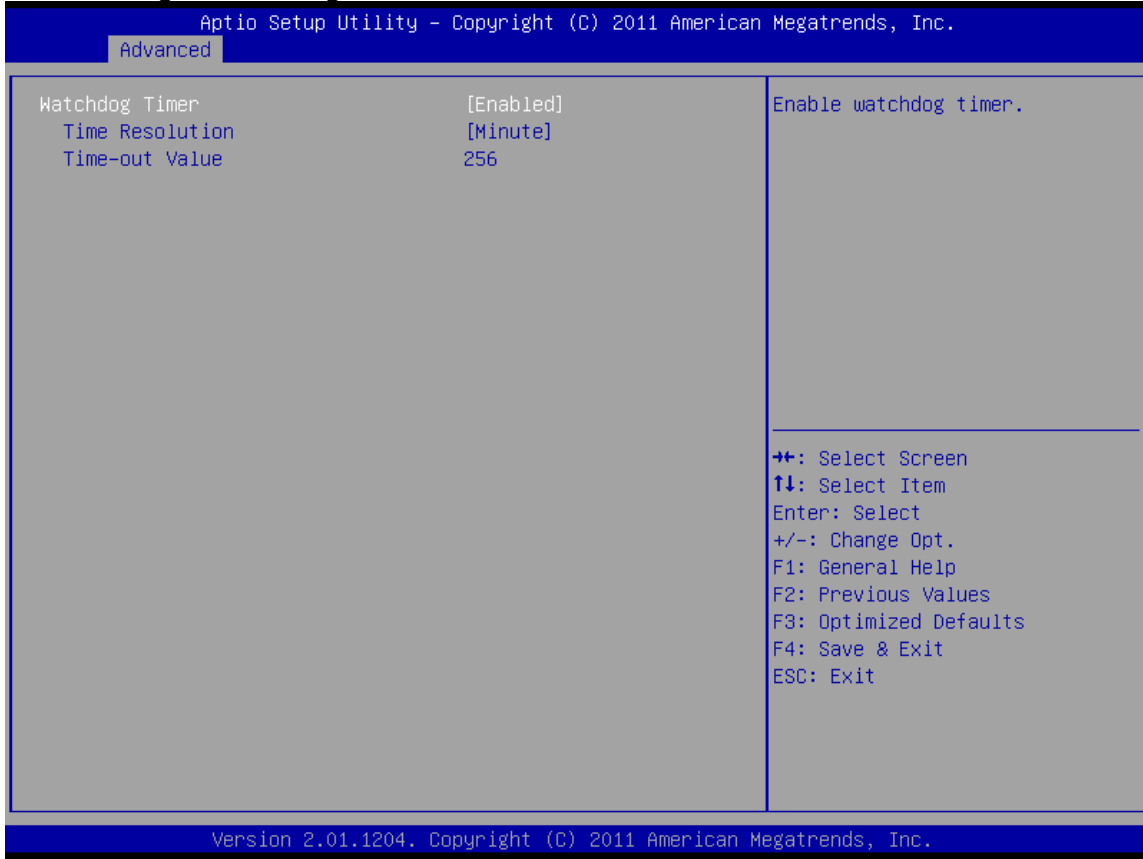 Aptio Setup Utility – Copyright (C) 2011 American Megatrends, Inc.
Advanced
Watchdog Timer [Enabled]
Time Resolution [Minute]
Time-out Value 256
Enable watchdog timer.
→←: Select Screen
↑↓: Select Item
Enter: Select
+/-: Change Opt.
F1: General Help
F2: Previous Values
F3: Optimized Defaults
F4: Save & Exit
ESC: Exit
Version 2.01.1204. Copyright (C) 2011 American Megatrends, Inc.